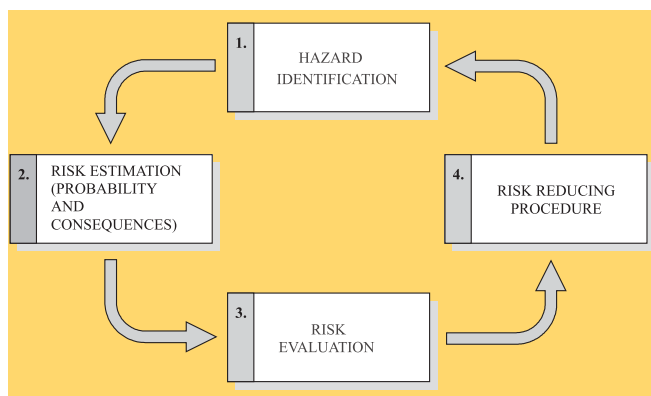 1.
HAZARD
IDENTIFICATION
2.
RISK ESTIMATION
(PROBABILITY
AND
CONSEQUENCES)
3.
RISK
EVALUATION
4.
RISK REDUCING
PROCEDURE